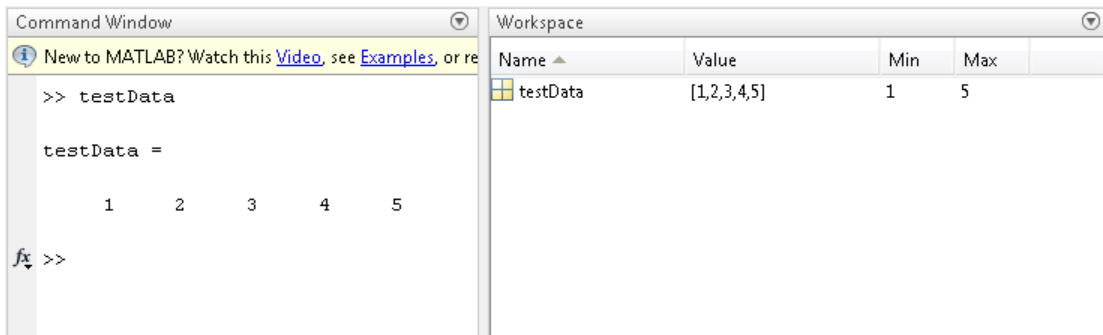 Command Window
New to MATLAB? Watch this Video, see Examples, or re
>> testData
testData =
1 2 3 4 5
fx >>
Workspace
Name Value Min Max
testData [1,2,3,4,5] 1 5